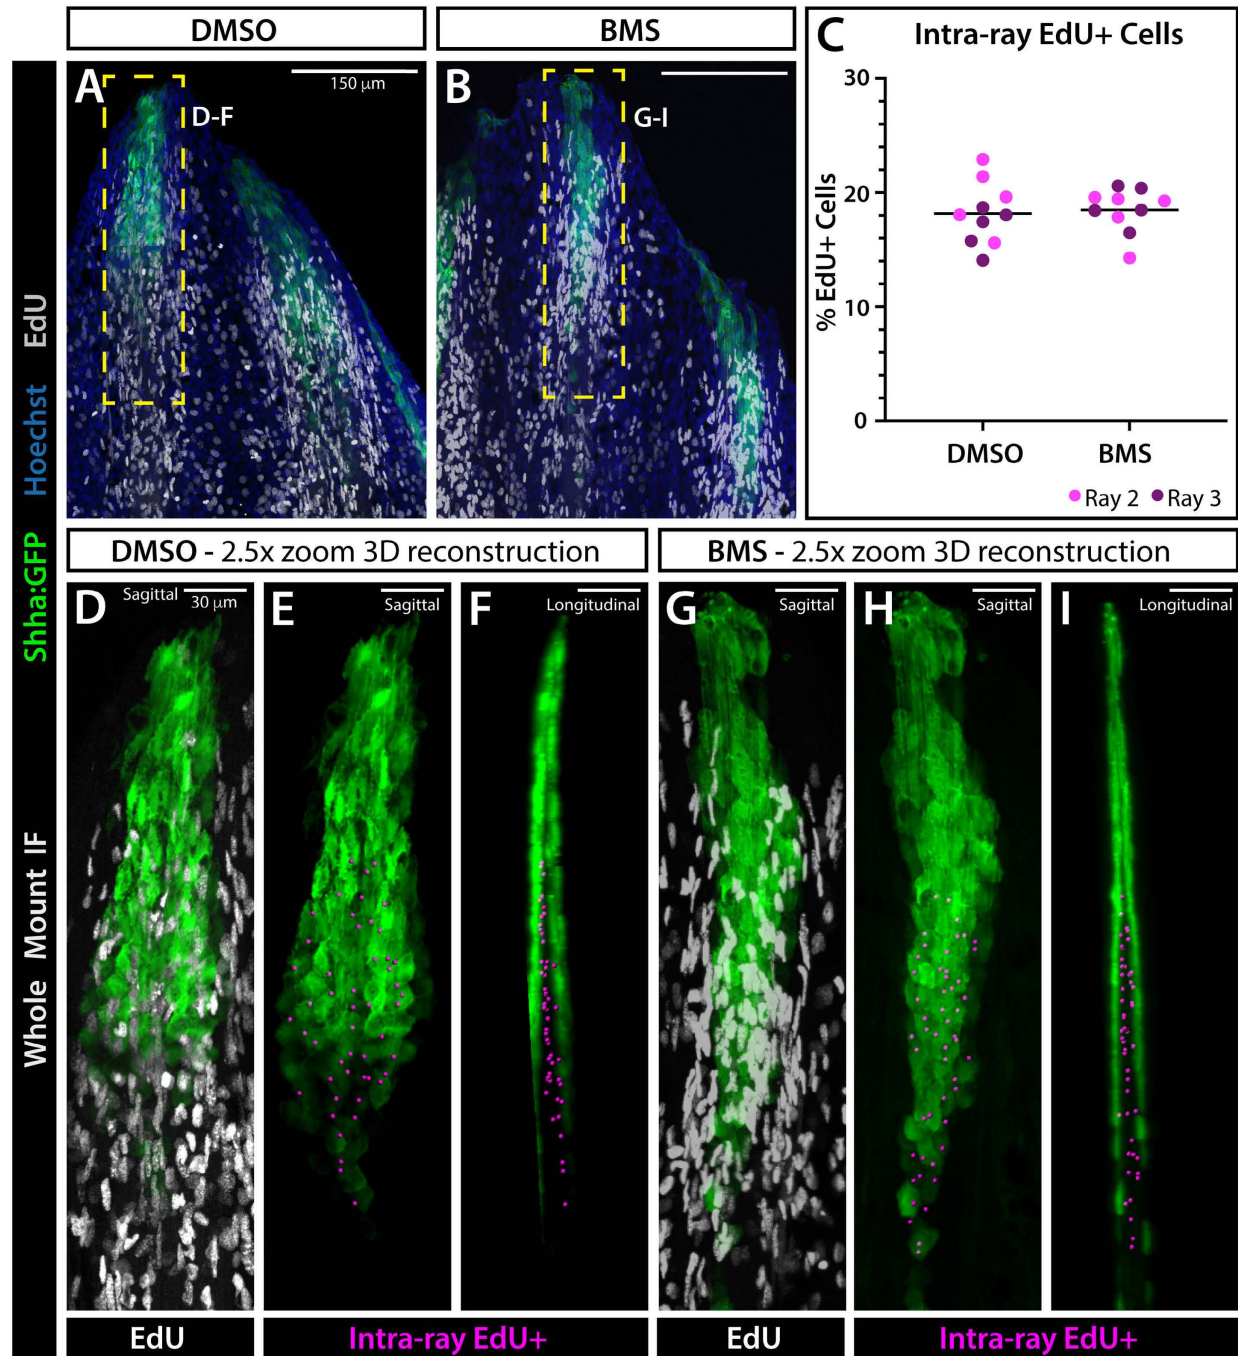 DMSO
BMS
A
150 μm
D-F
B
G-I
C
Intra-ray EdU+ Cells
% EdU+ Cells
30
20
10
0
DMSO
BMS
Ray 2
Ray 3
Whole Mount IF Shha:GFP Hoechst EdU
DMSO - 2.5x zoom 3D reconstruction
BMS - 2.5x zoom 3D reconstruction
D
Sagittal
30 μm
E
Sagittal
F
Longitudinal
G
Sagittal
H
Sagittal
I
Longitudinal
EdU
Intra-ray EdU+
EdU
Intra-ray EdU+